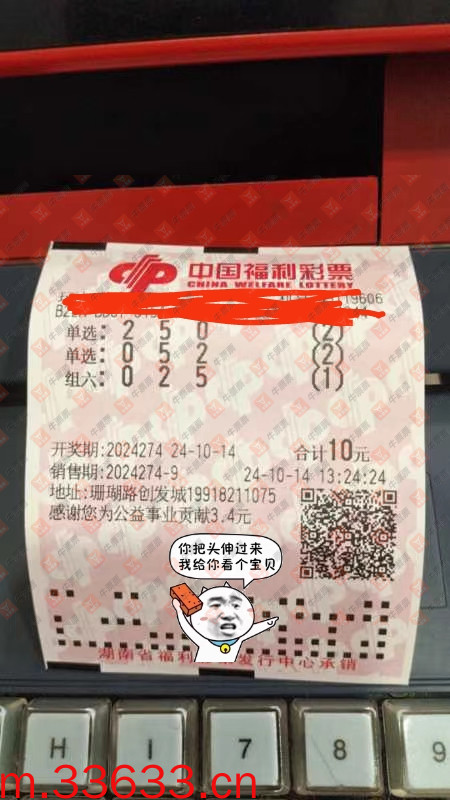 中国福利彩票
CHINA WELFARE LOTTERY
119606
单选: 2 5 0 (2)
单选: 0 5 2 (2)
组六: 0 2 5 (1)
开奖期:2024274 24-10-14 合计10元
销售期:2024274-9 24-10-14 13:24:24
地址:珊瑚路创发城19918211075
感谢您为公益事业贡献3.4元
你把头伸过来
我给你看个宝贝
湖南省福利 发行中心承销
H I 7 8 9
m.33633.cn